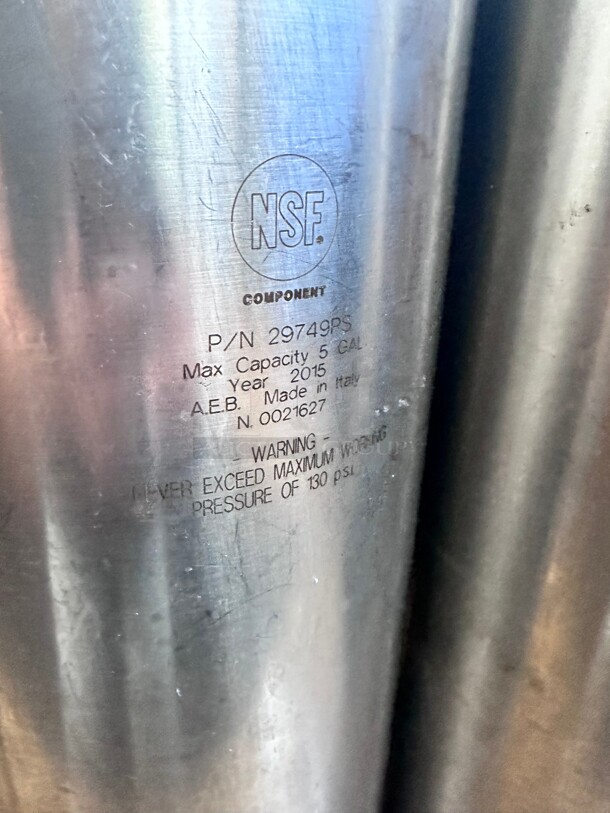 NSF
COMPONENT
P/N 29749PS
Max Capacity 5 GAL
Year 2015
A.E.B. Made in Italy
N. 0021627
- WARNING -
NEVER EXCEED MAXIMUM WORKING
PRESSURE OF 130 psi